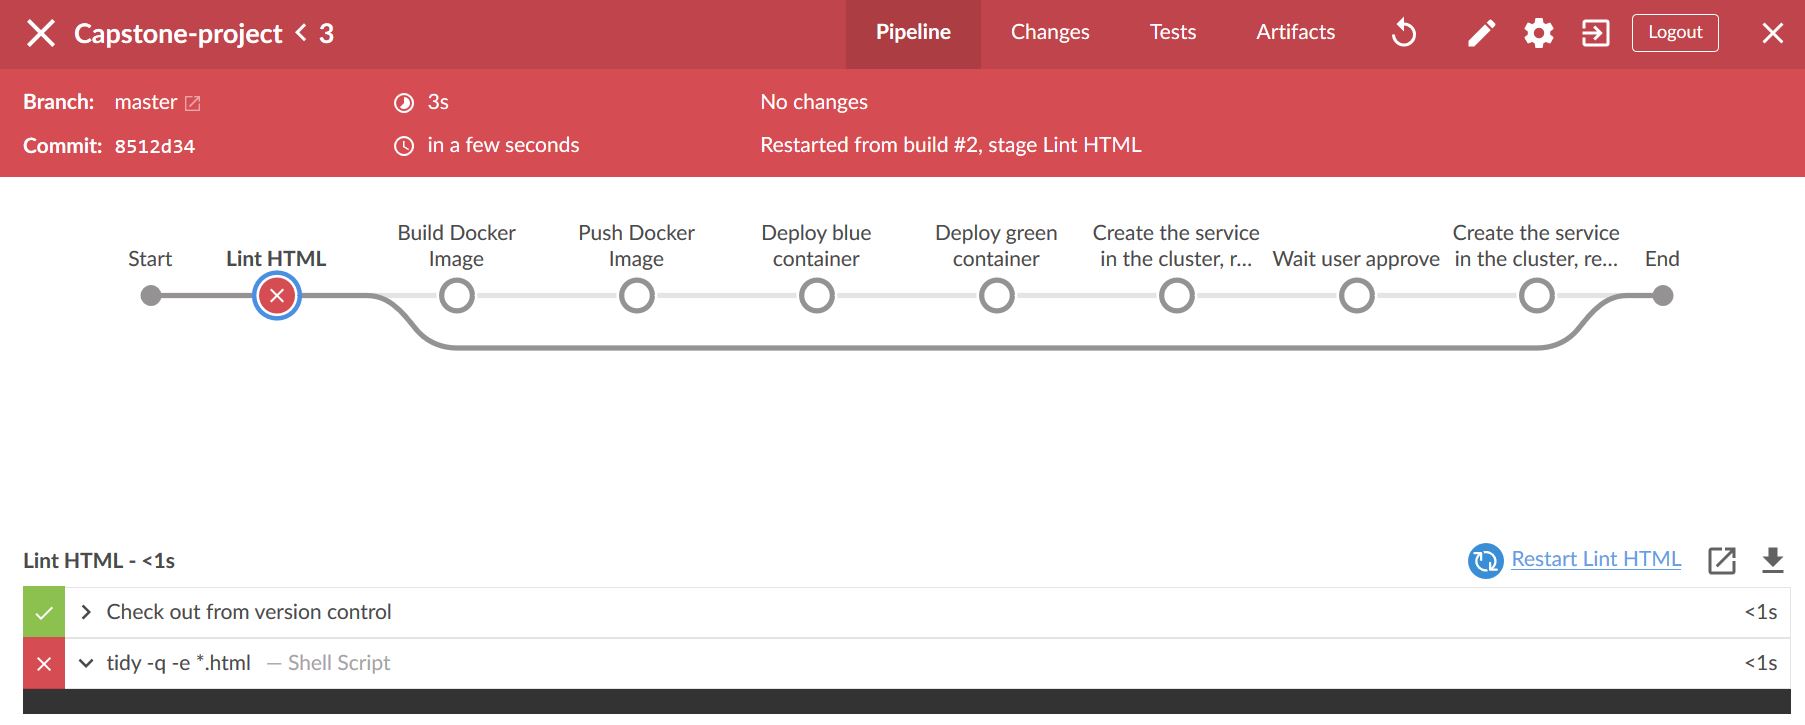 Capstone-project < 3
Pipeline
Changes
Tests
Artifacts
Logout
Branch: master
3s
No changes
Commit: 8512d34
in a few seconds
Restarted from build #2, stage Lint HTML
Start
Lint HTML
Build Docker
Image
Push Docker
Image
Deploy blue
container
Deploy green
container
Create the service
in the cluster, r...
Wait user approve
Create the service
in the cluster, re...
End
Lint HTML - <1s
Restart Lint HTML
Check out from version control
<1s
tidy -q -e *.html — Shell Script
<1s